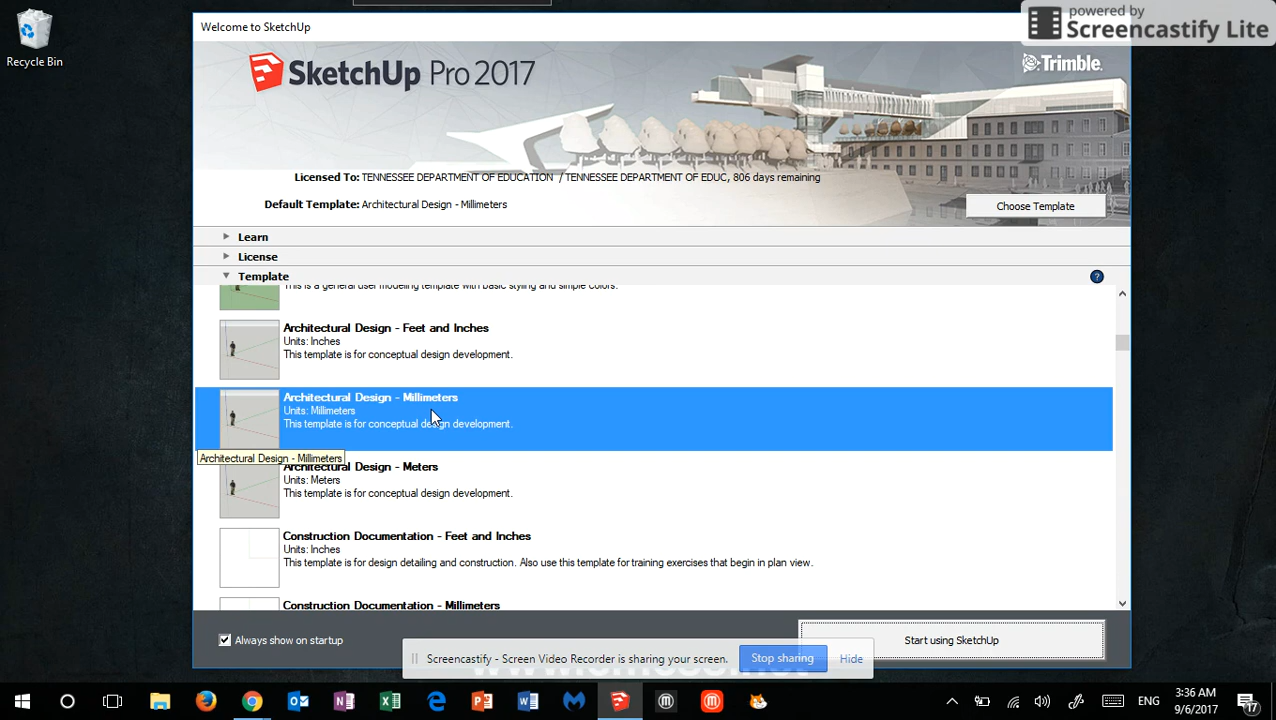 powered by
Screencastify Lite
Recycle Bin
Welcome to SketchUp
SketchUp Pro 2017
Trimble.
Licensed To: TENNESSEE DEPARTMENT OF EDUCATION / TENNESSEE DEPARTMENT OF EDUC, 806 days remaining
Default Template: Architectural Design - Millimeters
Choose Template
Learn
License
Template
?
This is a general user modeling template with basic styling and simple colors.
Architectural Design - Feet and Inches
Units: Inches
This template is for conceptual design development.
Architectural Design - Millimeters
Units: Millimeters
This template is for conceptual design development.
Architectural Design - Millimeters
Architectural Design - Meters
Units: Meters
This template is for conceptual design development.
Construction Documentation - Feet and Inches
Units: Inches
This template is for design detailing and construction. Also use this template for training exercises that begin in plan view.
Construction Documentation - Millimeters
Always show on startup
Start using SketchUp
Screencastify - Screen Video Recorder is sharing your screen.
Stop sharing
Hide
ENG
3:36 AM
9/6/2017
17